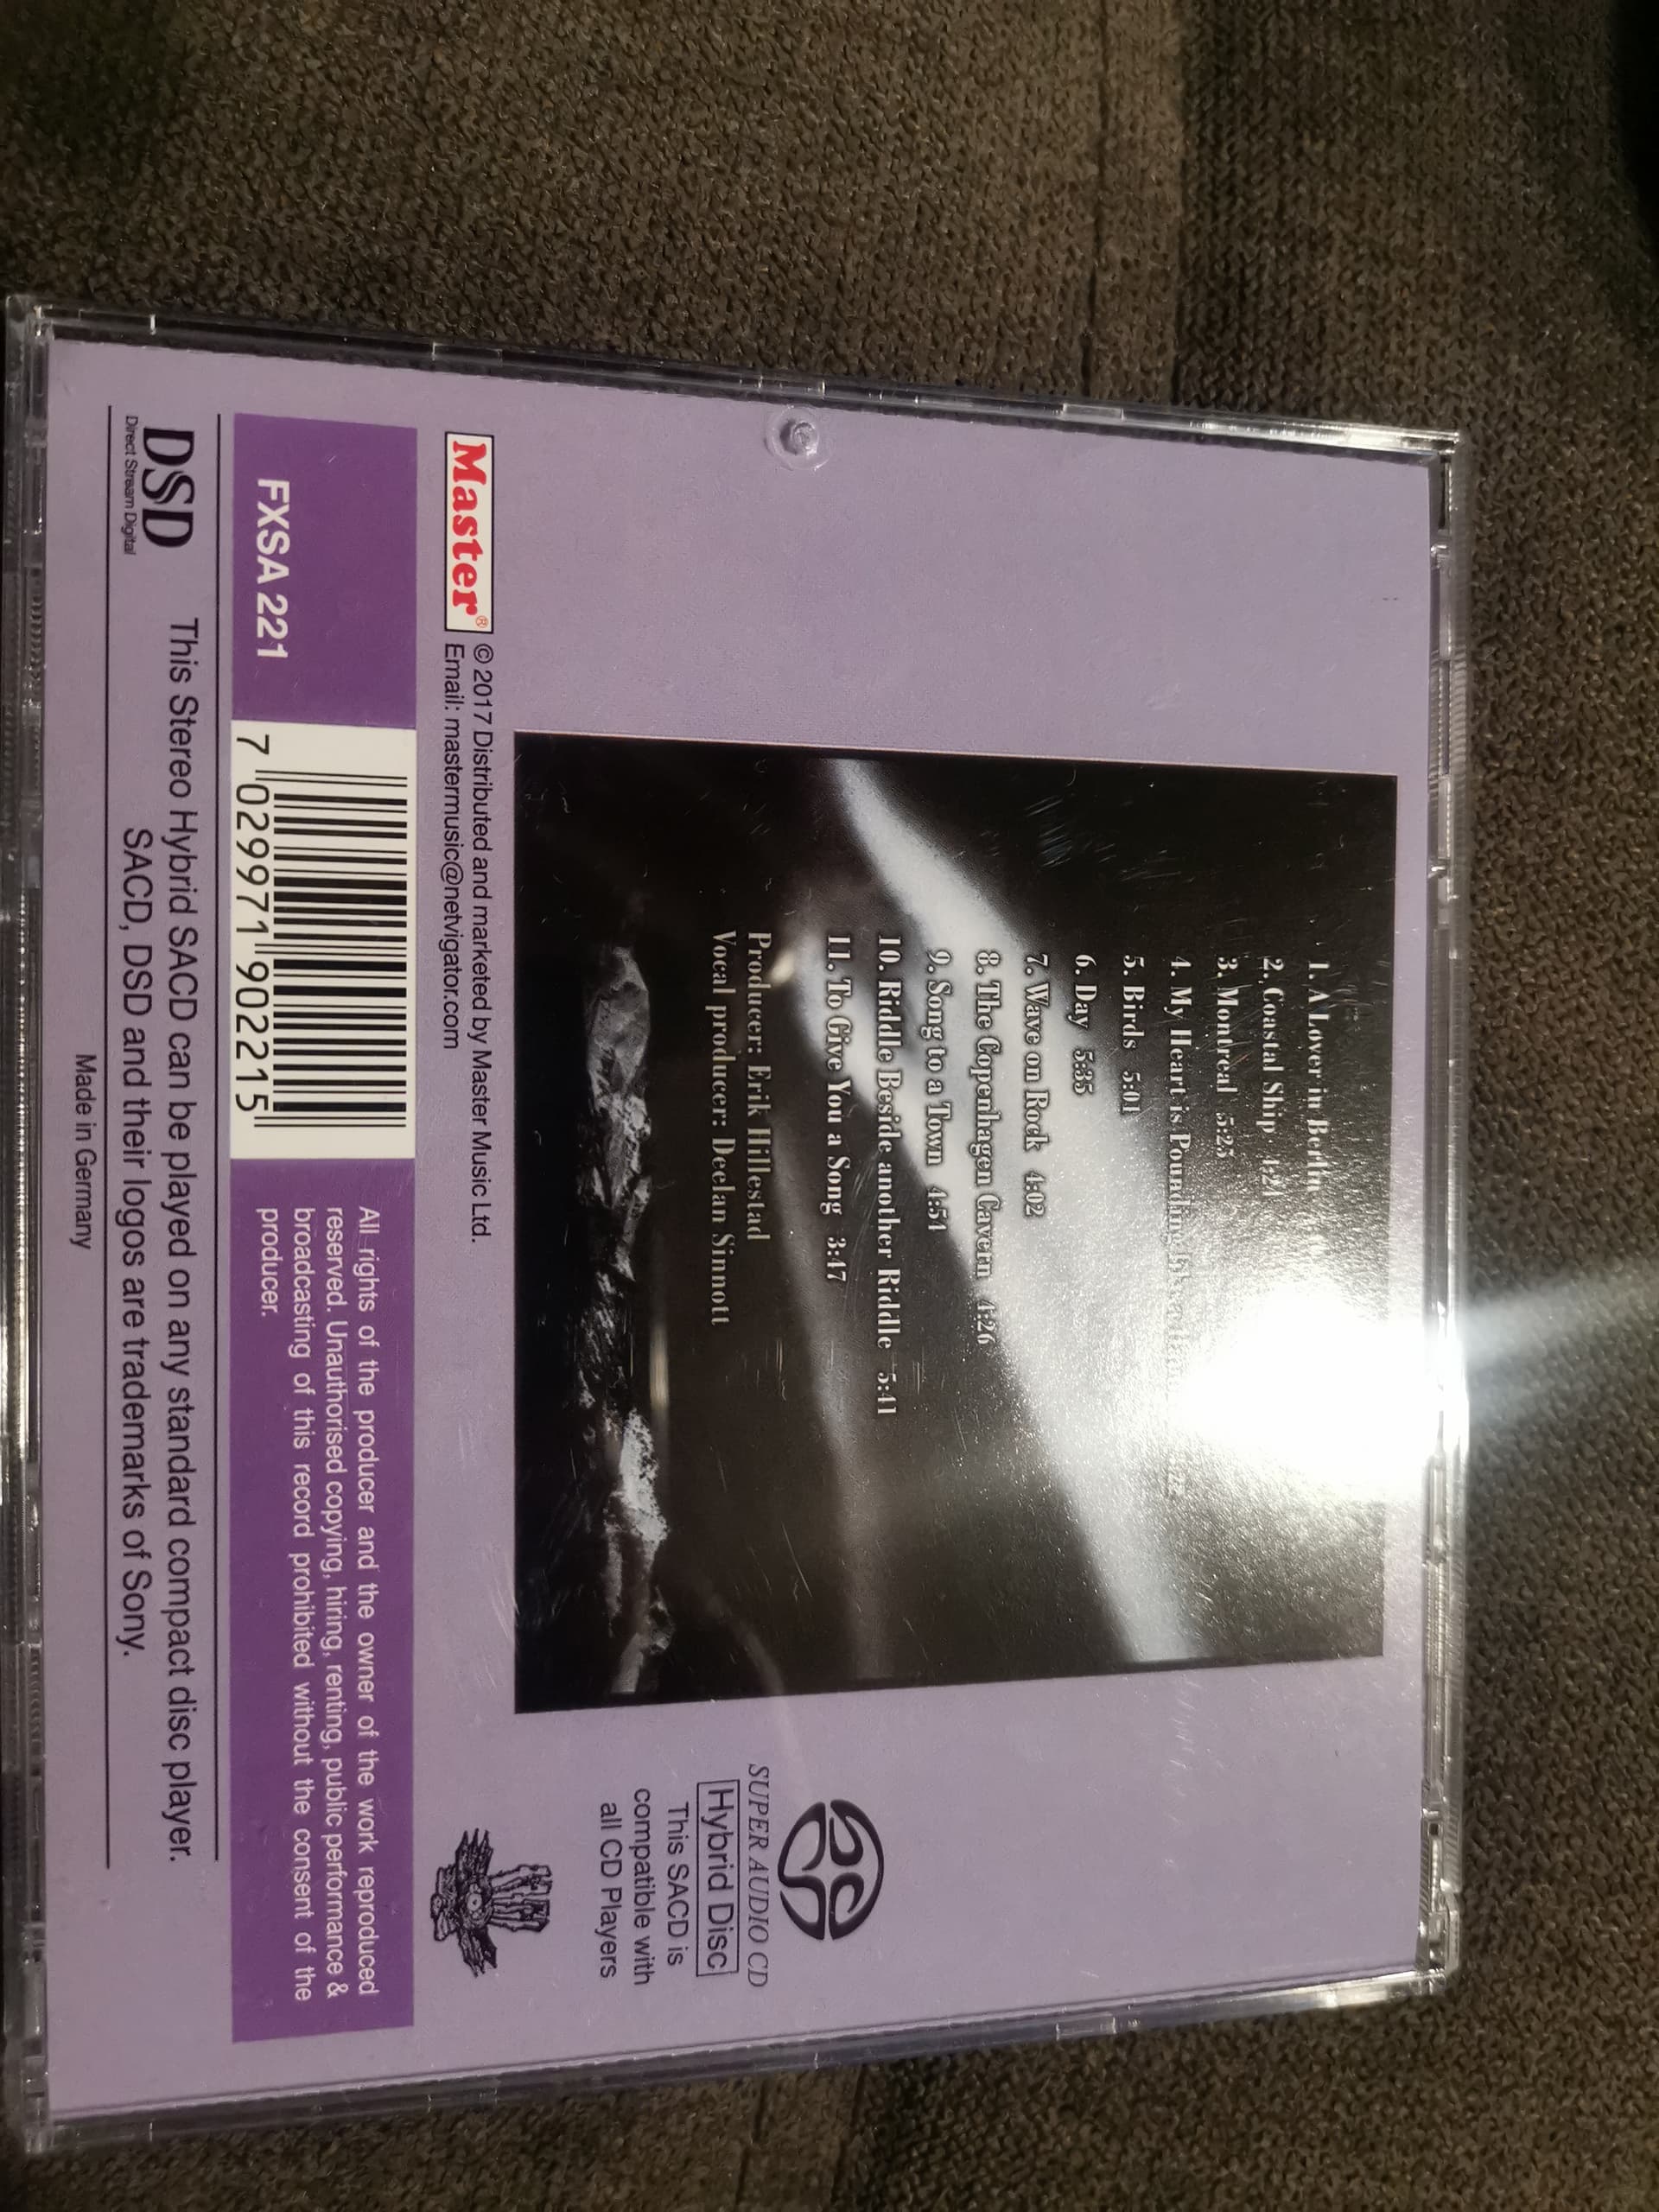 1. A Lover in Berlin
2. Coastal Ship 4:21
3. Montreal 5:25
4. My Heart is Pounding
5. Birds 5:01
6. Day 5:35
7. Wave on Rock 4:02
8. The Copenhagen Cavern 4:26
9. Song to a Town 4:54
10. Riddle Beside another Riddle 5:41
11. To Give You a Song 3:47
Producer: Erik Hillestad
Vocal producer: Declan Sinnott
SUPER AUDIO CD
Hybrid Disc
This SACD is
compatible with
all CD Players
Master®
© 2017 Distributed and marketed by Master Music Ltd.
Email: mastermusic@netvigator.com
FXSA 221
7 029971 902215
All rights of the producer and the owner of the work reproduced
reserved. Unauthorised copying, hiring, renting, public performance &
broadcasting of this record prohibited without the consent of the
producer.
DSD
Direct Stream Digital
This Stereo Hybrid SACD can be played on any standard compact disc player.
SACD, DSD and their logos are trademarks of Sony.
Made in Germany